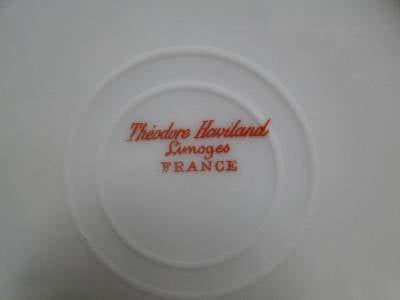 Théodore Haviland
Limoges
FRANCE